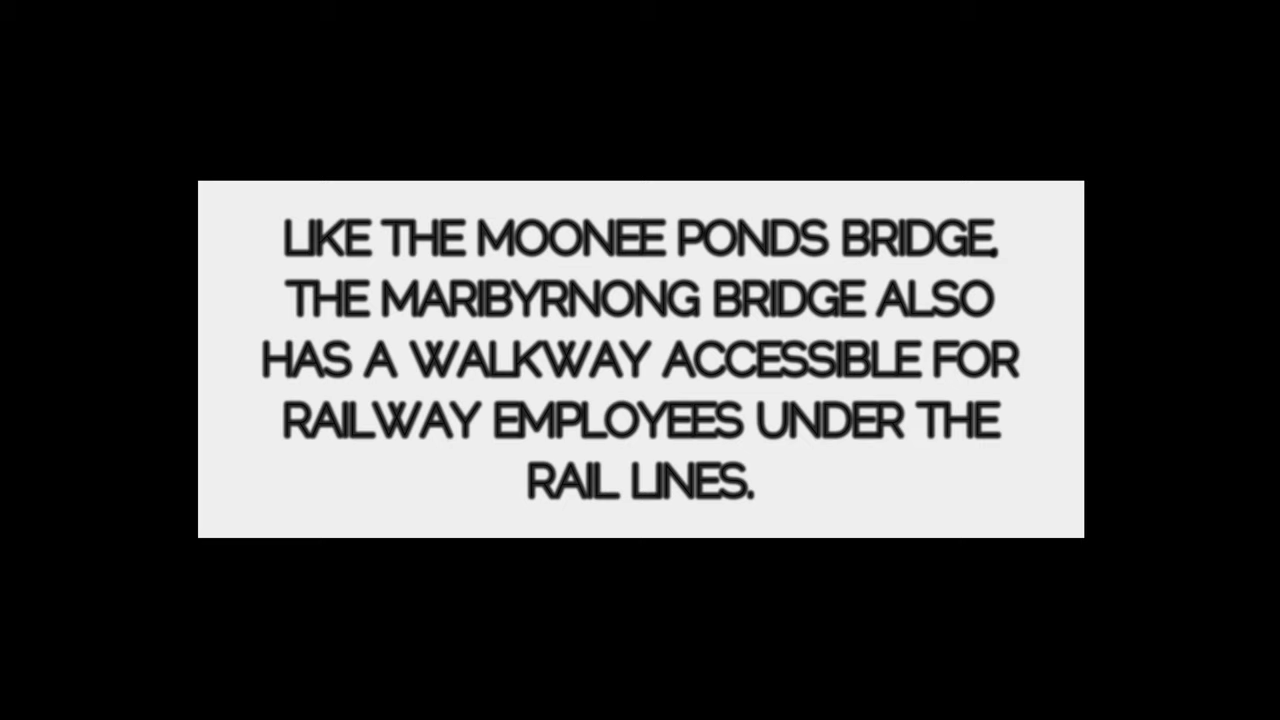 LIKE THE MOONEE PONDS BRIDGE,
THE MARIBYRNONG BRIDGE ALSO
HAS A WALKWAY ACCESSIBLE FOR
RAILWAY EMPLOYEES UNDER THE
RAIL LINES.